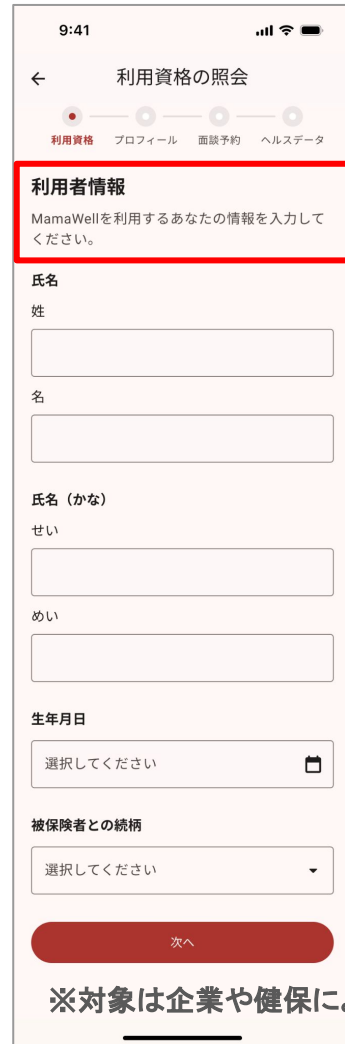 9:41
利用資格の照会
利用資格 プロフィール 面談予約 ヘルスデータ
利用者情報
MamaWellを利用するあなたの情報を入力して
ください。
氏名
姓
名
氏名（かな）
せい
めい
生年月日
選択してください
被保険者との続柄
選択してください
次へ
※対象は企業や健保によ